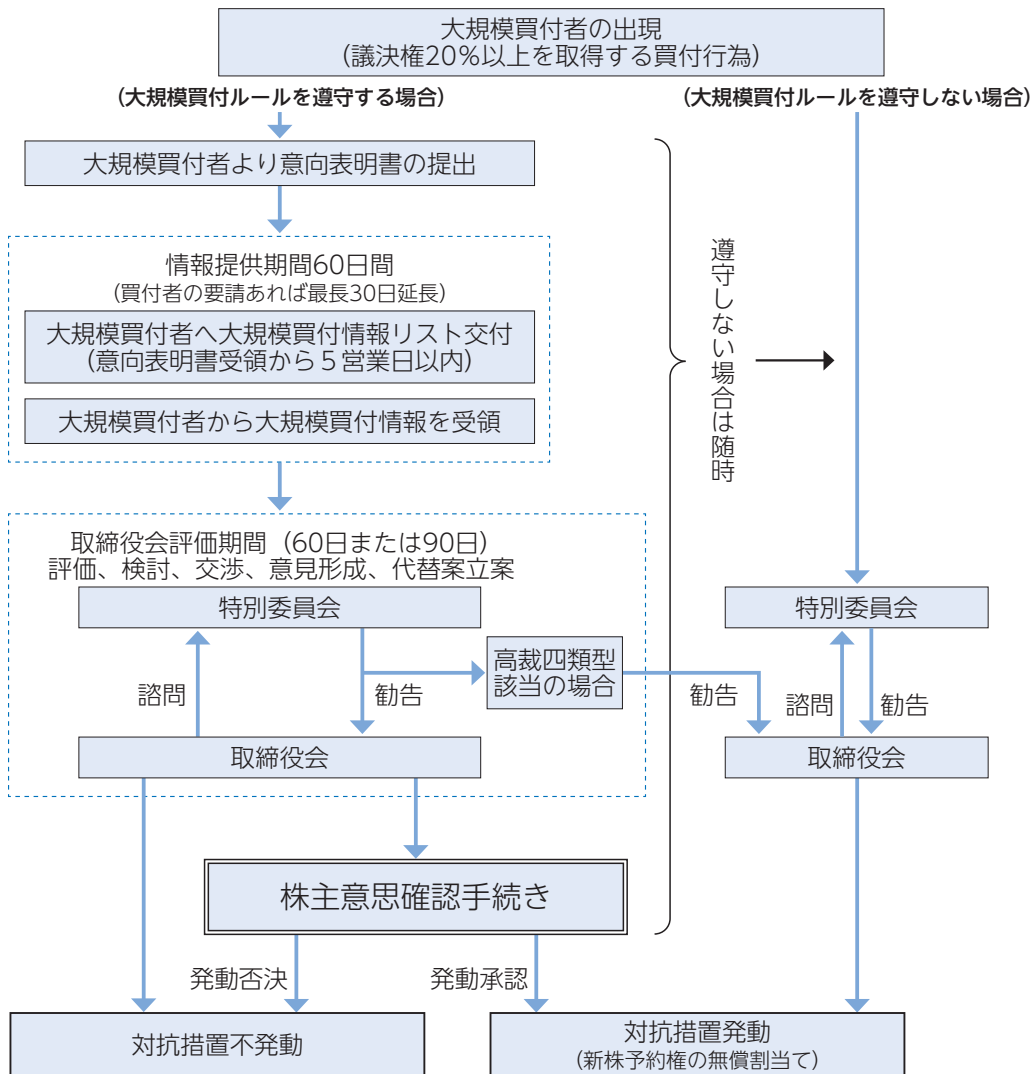 大規模買付者の出現
(議決権20%以上を取得する買付行為)
(大規模買付ルールを遵守する場合)
(大規模買付ルールを遵守しない場合)
大規模買付者より意向表明書の提出
情報提供期間60日間
(買付者の要請あれば最長30日延長)
大規模買付者へ大規模買付情報リスト交付
(意向表明書受領から5営業日以内)
大規模買付者から大規模買付情報を受領
遵守しない場合は随時
取締役会評価期間(60日または90日)
評価、検討、交渉、意見形成、代替案立案
特別委員会
諮問
勧告
高裁四類型
該当の場合
勧告
取締役会
特別委員会
諮問
勧告
取締役会
株主意思確認手続き
発動否決
発動承認
対抗措置不発動
対抗措置発動
(新株予約権の無償割当て)